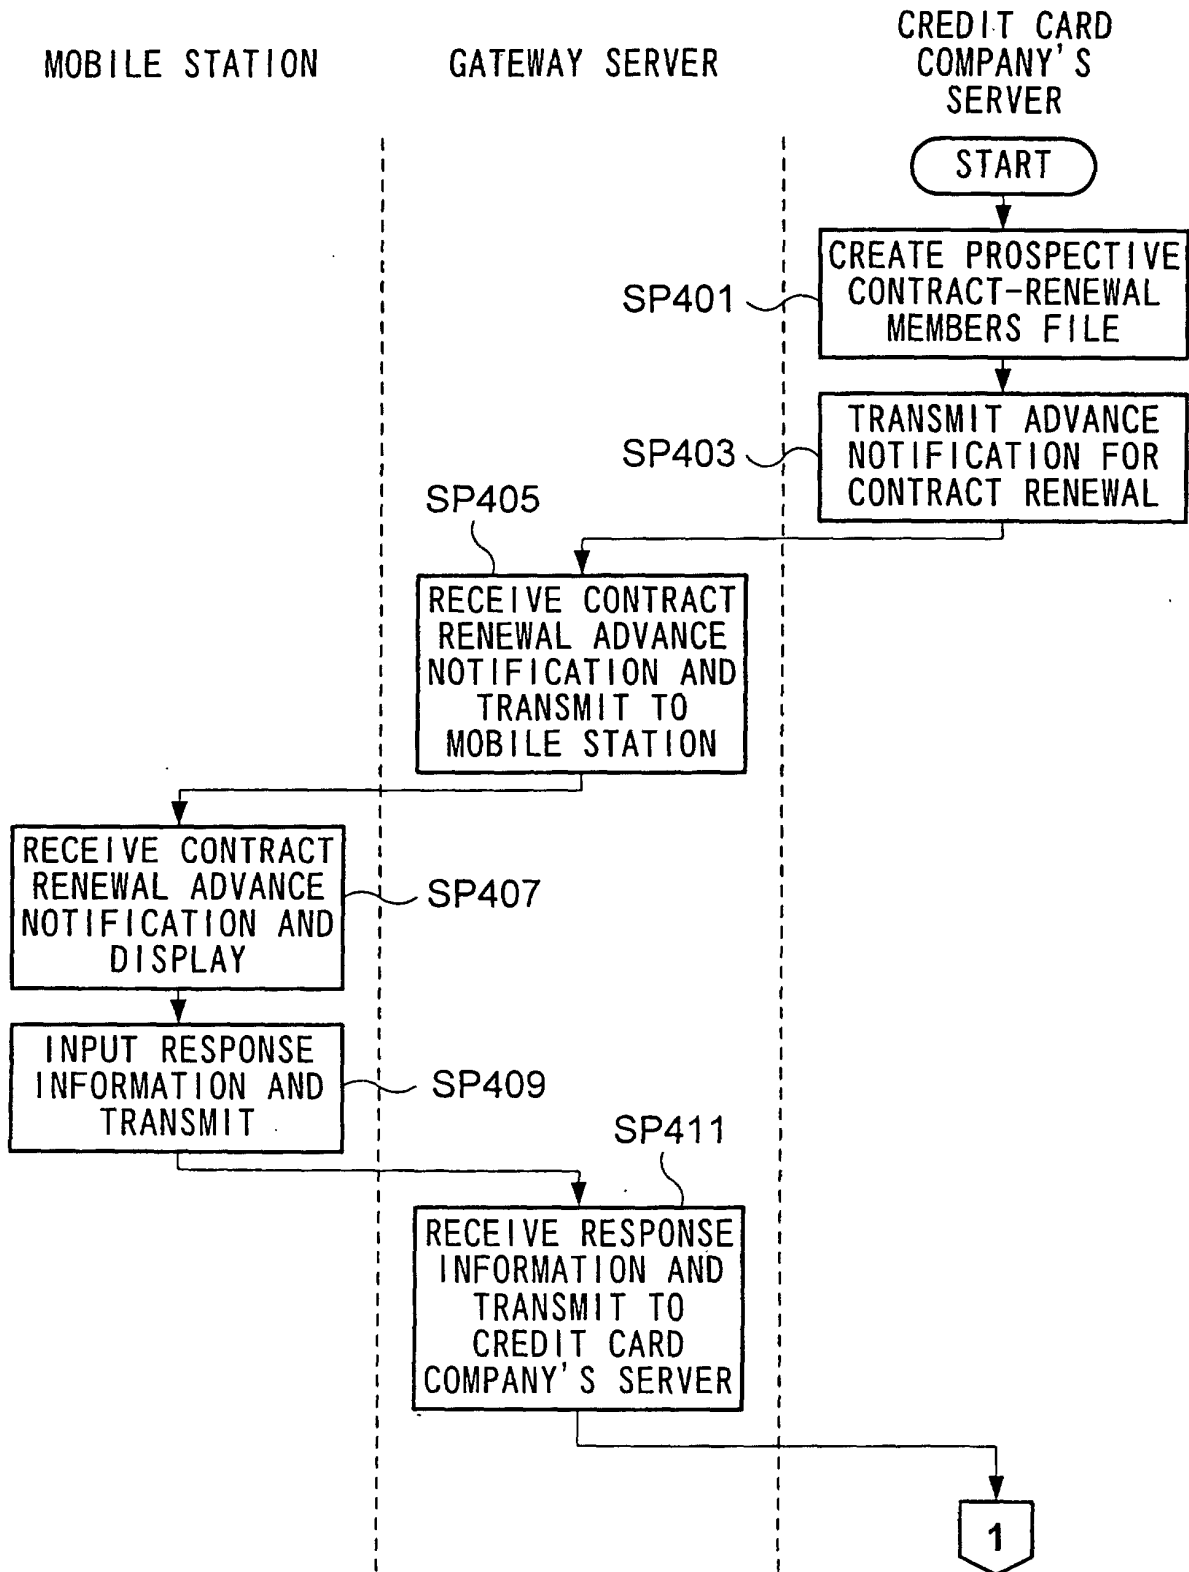 MOBILE STATION
GATEWAY SERVER
CREDIT CARD
COMPANY'S
SERVER
START
CREATE PROSPECTIVE
CONTRACT-RENEWAL
MEMBERS FILE
SP401
TRANSMIT ADVANCE
NOTIFICATION FOR
CONTRACT RENEWAL
SP403
SP405
RECEIVE CONTRACT
RENEWAL ADVANCE
NOTIFICATION AND
TRANSMIT TO
MOBILE STATION
RECEIVE CONTRACT
RENEWAL ADVANCE
NOTIFICATION AND
DISPLAY
SP407
INPUT RESPONSE
INFORMATION AND
TRANSMIT
SP409
SP411
RECEIVE RESPONSE
INFORMATION AND
TRANSMIT TO
CREDIT CARD
COMPANY'S SERVER
1